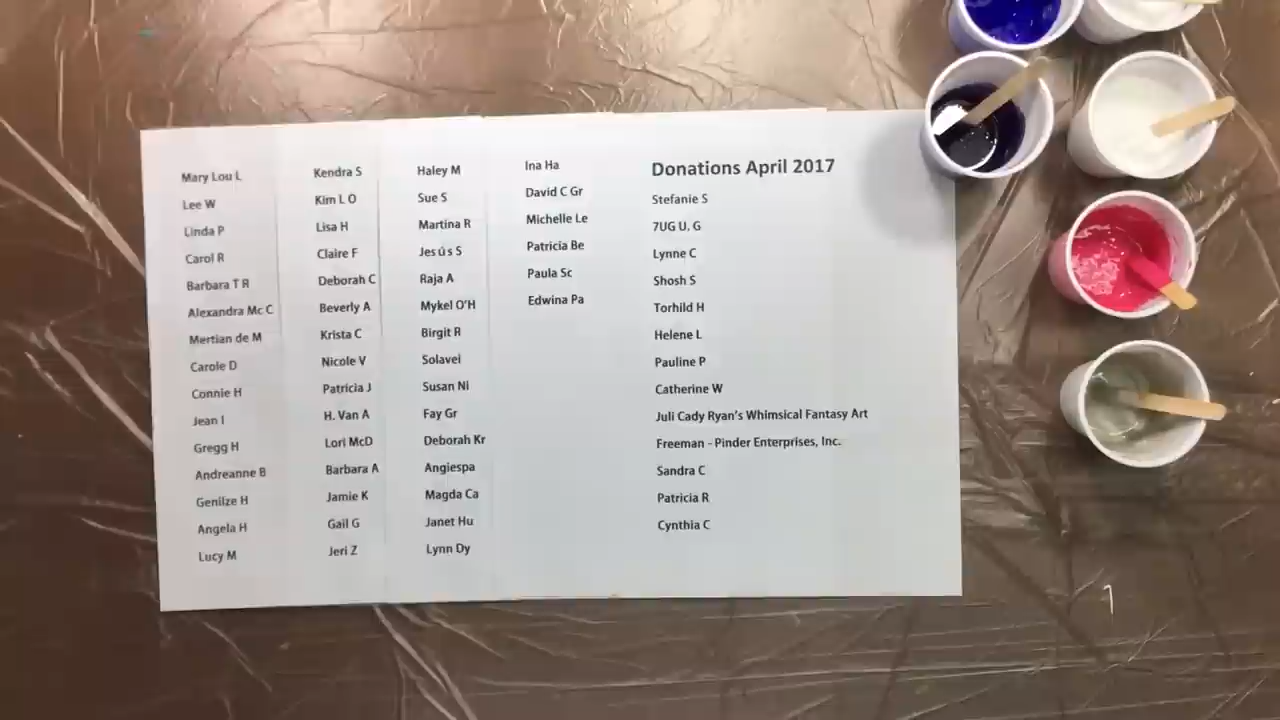 Mary Lou L
Lee W
Linda P
Carol R
Barbara T R
Alexandra Mc C
Mertian de M
Carole D
Connie H
Jean I
Gregg H
Andreanne B
Genilze H
Angela H
Lucy M
Kendra S
Kim L O
Lisa H
Claire F
Deborah C
Beverly A
Krista C
Nicole V
Patricia J
H. Van A
Lori McD
Barbara A
Jamie K
Gail G
Jeri Z
Haley M
Sue S
Martina R
Jesús S
Raja A
Mykel O'H
Birgit R
Solavei
Susan Ni
Fay Gr
Deborah Kr
Angiespa
Magda Ca
Janet Hu
Lynn Dy
Ina Ha
David C Gr
Michelle Le
Patricia Be
Paula Sc
Edwina Pa
Donations April 2017
Stefanie S
7UG U. G
Lynne C
Shosh S
Torhild H
Helene L
Pauline P
Catherine W
Juli Cady Ryan's Whimsical Fantasy Art
Freeman - Pinder Enterprises, Inc.
Sandra C
Patricia R
Cynthia C